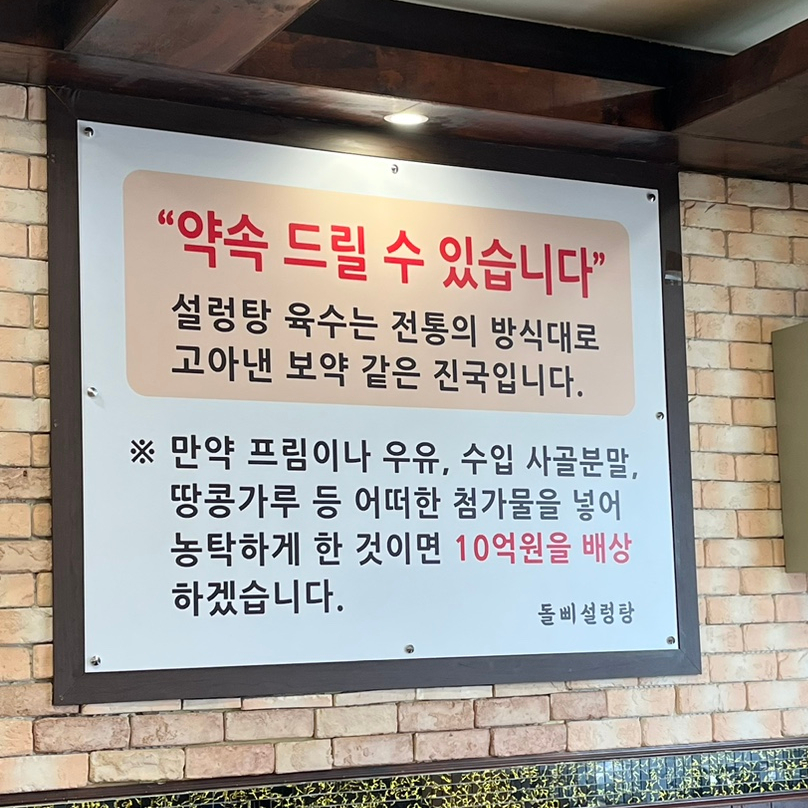 “약속 드릴 수 있습니다”
설렁탕 육수는 전통의 방식대로
고아낸 보약 같은 진국입니다.
※ 만약 프림이나 우유, 수입 사골분말,
땅콩가루 등 어떠한 첨가물을 넣어
농탁하게 한 것이면 10억원을 배상
하겠습니다.
돌삐설렁탕